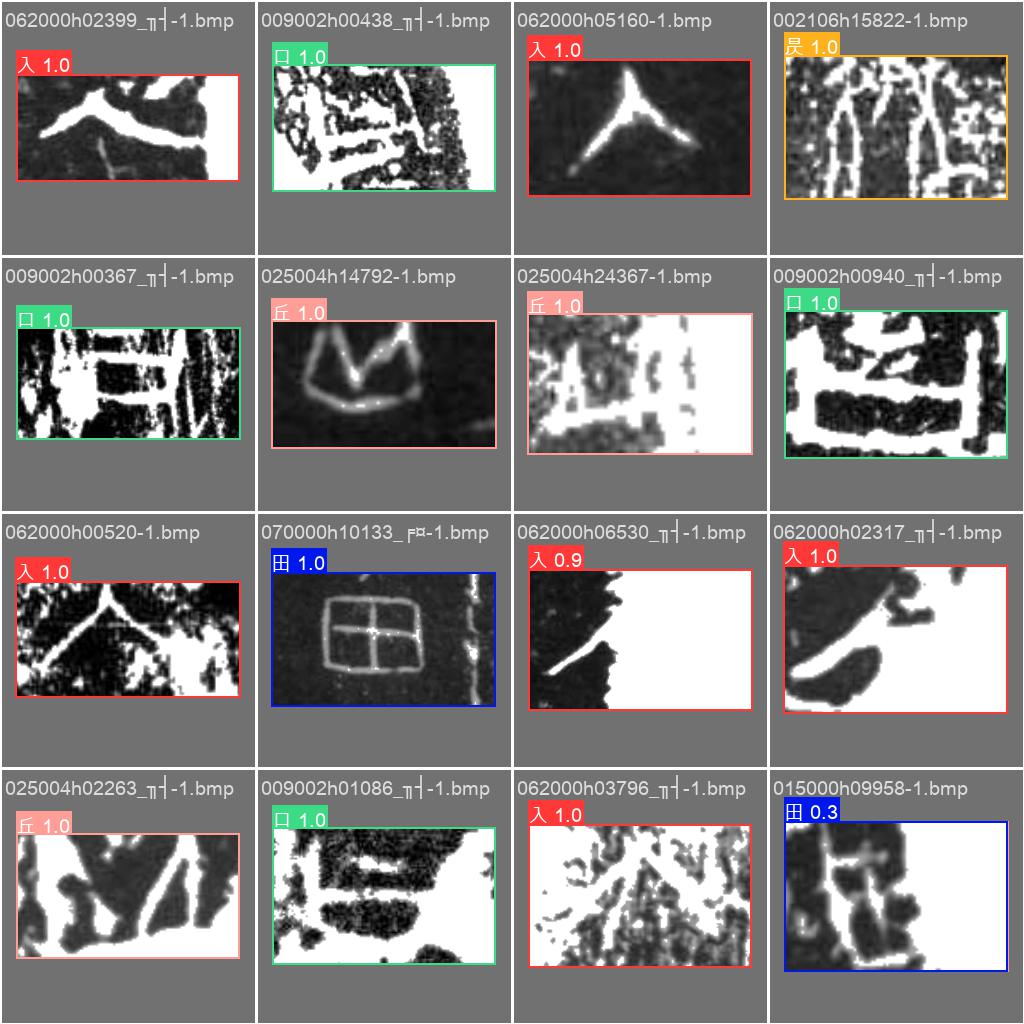 062000h02399_╖┤-1.bmp 009002h00438_╖┤-1.bmp 062000h05160-1.bmp 002106h15822-1.bmp
入 1.0 口 1.0 入 1.0 昃 1.0
009002h00367_╖┤-1.bmp 025004h14792-1.bmp 025004h24367-1.bmp 009002h00940_╖┤-1.bmp
口 1.0 丘 1.0 丘 1.0 口 1.0
062000h00520-1.bmp 070000h10133_╒¤-1.bmp 062000h06530_╖┤-1.bmp 062000h02317_╖┤-1.bmp
入 1.0 田 1.0 入 0.9 入 1.0
025004h02263_╖┤-1.bmp 009002h01086_╖┤-1.bmp 062000h03796_╖┤-1.bmp 015000h09958-1.bmp
丘 1.0 口 1.0 入 1.0 田 0.3